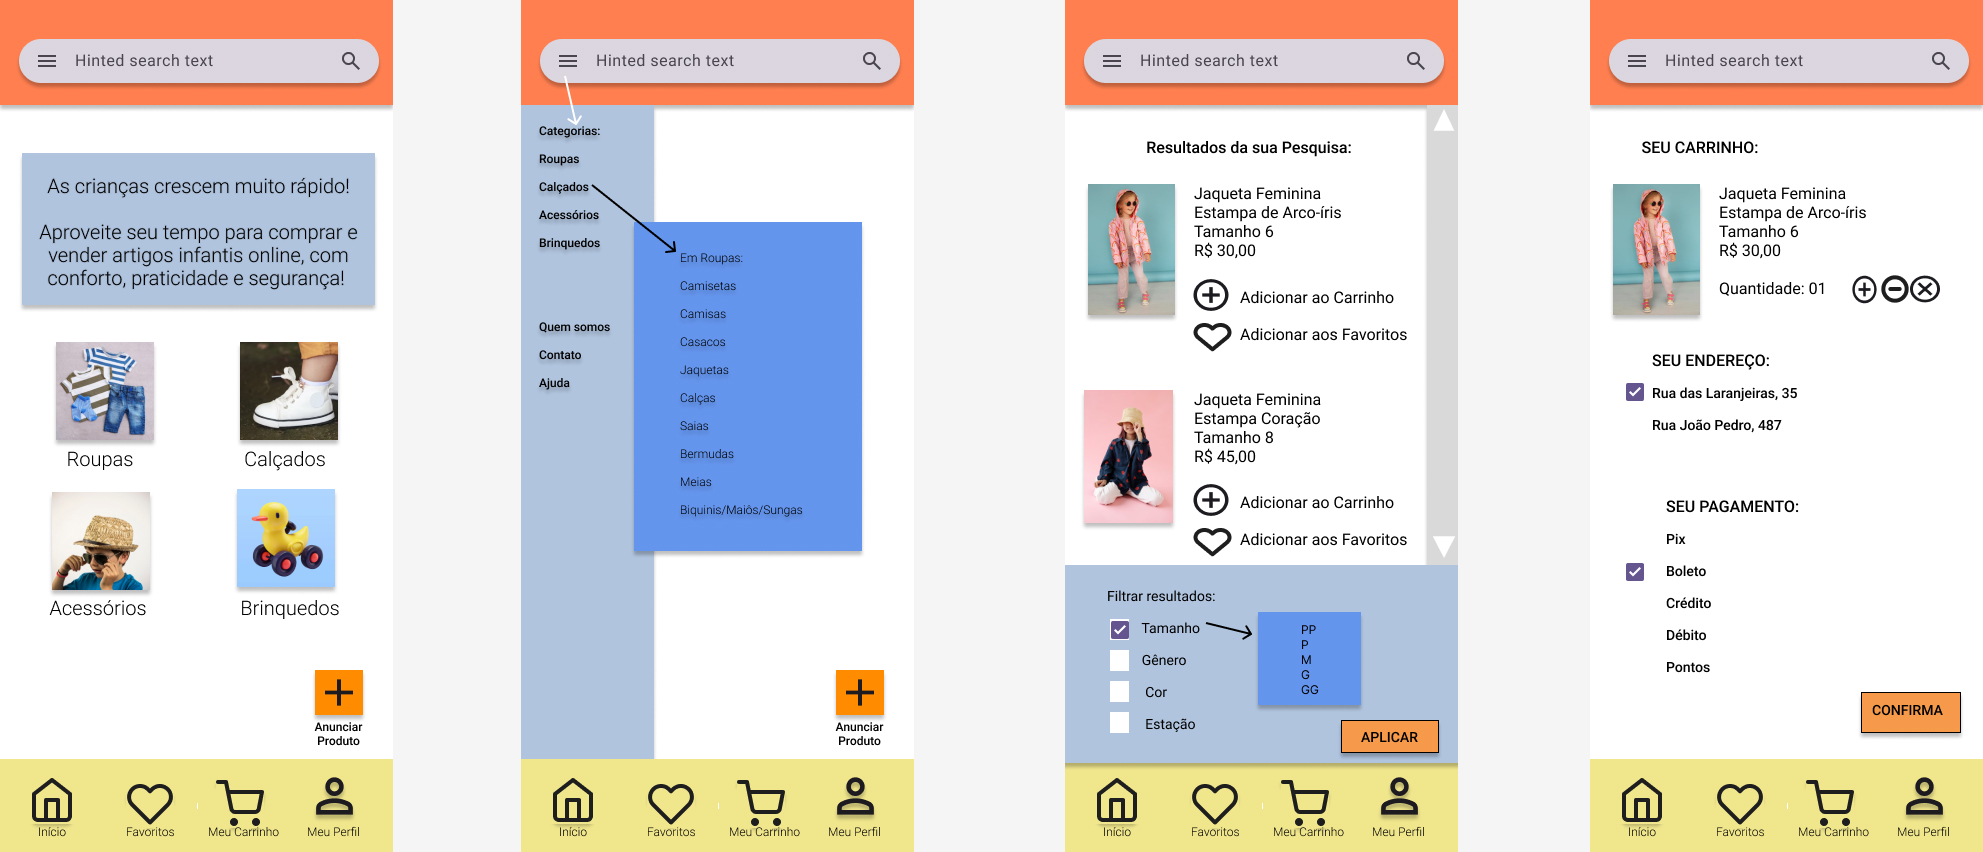 Hinted search text
As crianças crescem muito rápido!
Aproveite seu tempo para comprar e
vender artigos infantis online, com
conforto, praticidade e segurança!
Roupas
Calçados
Acessórios
Brinquedos
Anunciar
Produto
Início
Favoritos
Meu Carrinho
Meu Perfil
Hinted search text
Categorias:
Roupas
Calçados
Acessórios
Brinquedos
Quem somos
Contato
Ajuda
Em Roupas:
Camisetas
Camisas
Casacos
Jaquetas
Calças
Saias
Bermudas
Meias
Biquinis/Maiôs/Sungas
Anunciar
Produto
Início
Favoritos
Meu Carrinho
Meu Perfil
Hinted search text
Resultados da sua Pesquisa:
Jaqueta Feminina
Estampa de Arco-íris
Tamanho 6
R$ 30,00
Adicionar ao Carrinho
Adicionar aos Favoritos
Jaqueta Feminina
Estampa Coração
Tamanho 8
R$ 45,00
Adicionar ao Carrinho
Adicionar aos Favoritos
Filtrar resultados:
Tamanho
Gênero
Cor
Estação
PP
P
M
G
GG
APLICAR
Início
Favoritos
Meu Carrinho
Meu Perfil
Hinted search text
SEU CARRINHO:
Jaqueta Feminina
Estampa de Arco-íris
Tamanho 6
R$ 30,00
Quantidade: 01
SEU ENDEREÇO:
Rua das Laranjeiras, 35
Rua João Pedro, 487
SEU PAGAMENTO:
Pix
Boleto
Crédito
Débito
Pontos
CONFIRMA
Início
Favoritos
Meu Carrinho
Meu Perfil